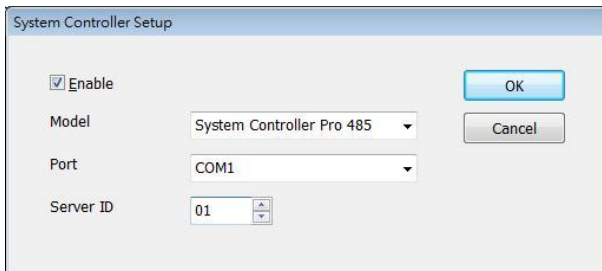 System Controller Setup
Enable
OK
Model
System Controller Pro 485
Cancel
Port
COM1
Server ID
01